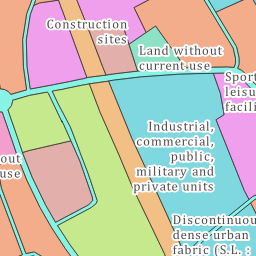 Construction
sites
Land without
current use
Sport
leisu
facili
Industrial,
commercial,
public,
military and
private units
out
use
Discontinuou
dense urban
fabric (S.L. :